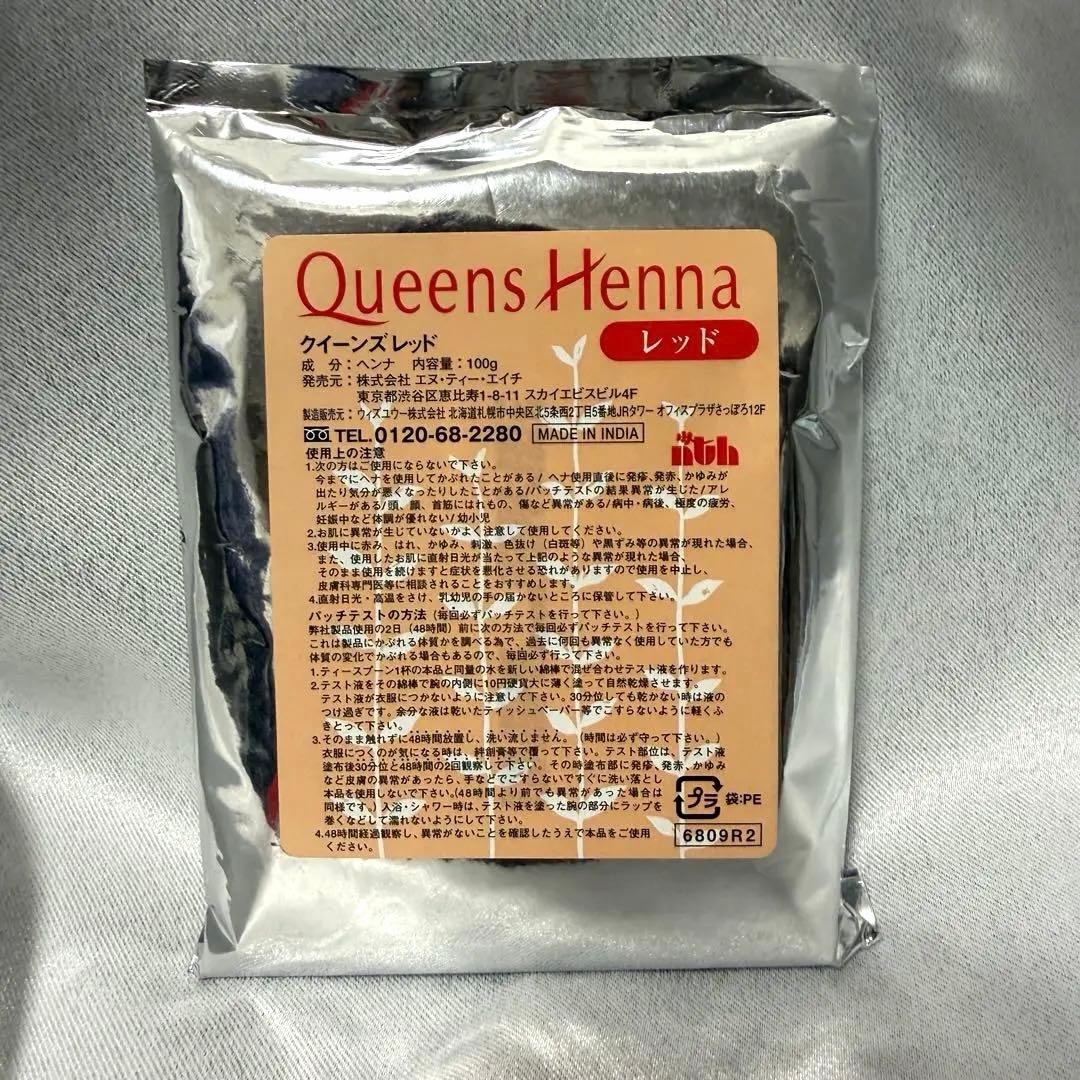 Queens Henna
レッド
クイーンズレッド
成 分：ヘンナ 内容量：100g
発売元：株式会社 エヌ・ティー・エイチ
東京都渋谷区恵比寿1-8-11 スカイエビスビル4F
製造販売元：ウィズユウー株式会社 北海道札幌市中央区北5条西2丁目5番地JRタワー オフィスプラザさっぽろ12F
TEL.0120-68-2280 MADE IN INDIA
nth
使用上の注意
1.次の方はご使用にならないで下さい。
今までにヘナを使用してかぶれたことがある/ヘナ使用直後に発疹、発赤、かゆみが
出たり気分が悪くなったりしたことがある/パッチテストの結果異常が生じた/アレ
ルギーがある/頭、顔、首筋にはれもの、傷など異常がある/病中・病後、極度の疲労、
妊娠中など体調が優れない/幼小児
2.お肌に異常が生じていないかよく注意して使用してください。
3.使用中に赤み、はれ、かゆみ、刺激、色抜け（白斑等）や黒ずみ等の異常が現れた場合、
また、使用したお肌に直射日光が当たって上記のような異常が現れた場合、
そのまま使用を続けますと症状を悪化させる恐れがありますので使用を中止し、
皮膚科専門医等に相談されることをおすすめします。
4.直射日光・高温をさけ、乳幼児の手の届かないところに保管して下さい。
パッチテストの方法（毎回必ずパッチテストを行って下さい。）
弊社製品使用の2日（48時間）前に次の方法で毎回必ずパッチテストを行って下さい。
これは製品にかぶれる体質かを調べる為で、過去に何回も異常なく使用していた方でも
体質の変化でかぶれる場合もあるので、毎回必ず行って下さい。
1.ティースプーン1杯の本品と同量の水を新しい綿棒で混ぜ合わせテスト液を作ります。
2.テスト液をその綿棒で腕の内側に10円硬貨大に薄く塗って自然乾燥させます。
テスト液が衣服につかないように注意して下さい。30分位しても乾かない時は液の
つけ過ぎです。余分な液は乾いたティッシュペーパー等でこすらないように軽くふ
きとって下さい。
3.そのまま触れずに48時間放置し、洗い流しません。（時間は必ず守って下さい。）
衣服につくのが気になる時は、絆創膏等で覆って下さい。テスト部位は、テスト液
塗布後30分位と48時間の2回観察して下さい。その時塗布部に発疹、発赤、かゆみ
など皮膚の異常があったら、手などでこすらないですぐに洗い落とし
本品を使用しないで下さい。(48時間より前でも異常があった場合は
同様です。) 入浴・シャワー時は、テスト液を塗った腕の部分にラップを
巻くなどして濡れないようにして下さい。
4.48時間経過観察し、異常がないことを確認したうえで本品をご使用
ください。
プラ 袋:PE
6809R2